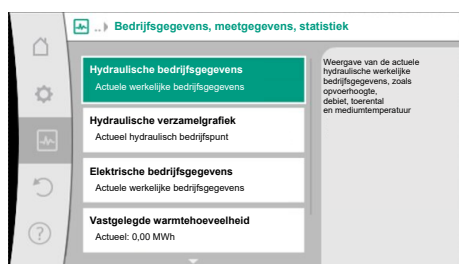 ..› Bedrijfsgegevens, meetgegevens, statistiek
Hydraulische bedrijfsgegevens
Actuele werkelijke bedrijfsgegevens
Hydraulische verzamelgrafiek
Actueel hydraulisch bedrijfspunt
Elektrische bedrijfsgegevens
Actuele werkelijke bedrijfsgegevens
Vastgelegde warmtehoeveelheid
Actueel: 0,00 MWh
Weergave van de actuele
hydraulische werkelijke
bedrijfsgegevens, zoals
opvoerhoogte,
debiet, toerental
en mediumtemperatuur
?